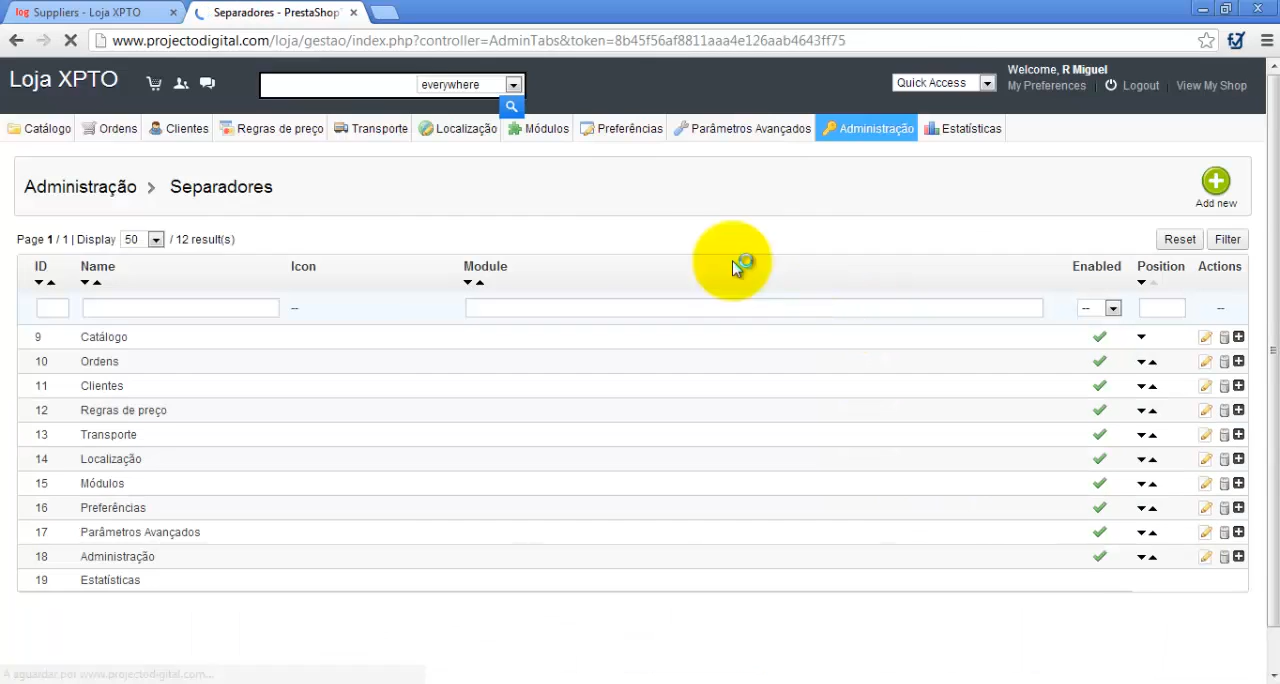 log Suppliers - Loja XPTO × Separadores - PrestaShop ×
www.projectodigital.com/loja/gestao/index.php?controller=AdminTabs&token=8b45f56af8811aaa4e126aab4643ff75
Loja XPTO everywhere Quick Access Welcome, R Miguel
My Preferences Logout View My Shop
Catálogo Ordens Clientes Regras de preço Transporte Localização Módulos Preferências Parâmetros Avançados Administração Estatísticas
Administração > Separadores
Add new
Page 1 / 1 | Display 50 / 12 result(s) Reset Filter
ID Name Icon Module Enabled Position Actions
-- -- --
9 Catálogo
10 Ordens
11 Clientes
12 Regras de preço
13 Transporte
14 Localização
15 Módulos
16 Preferências
17 Parâmetros Avançados
18 Administração
19 Estatísticas
A aguardar por www.projectodigital.com...